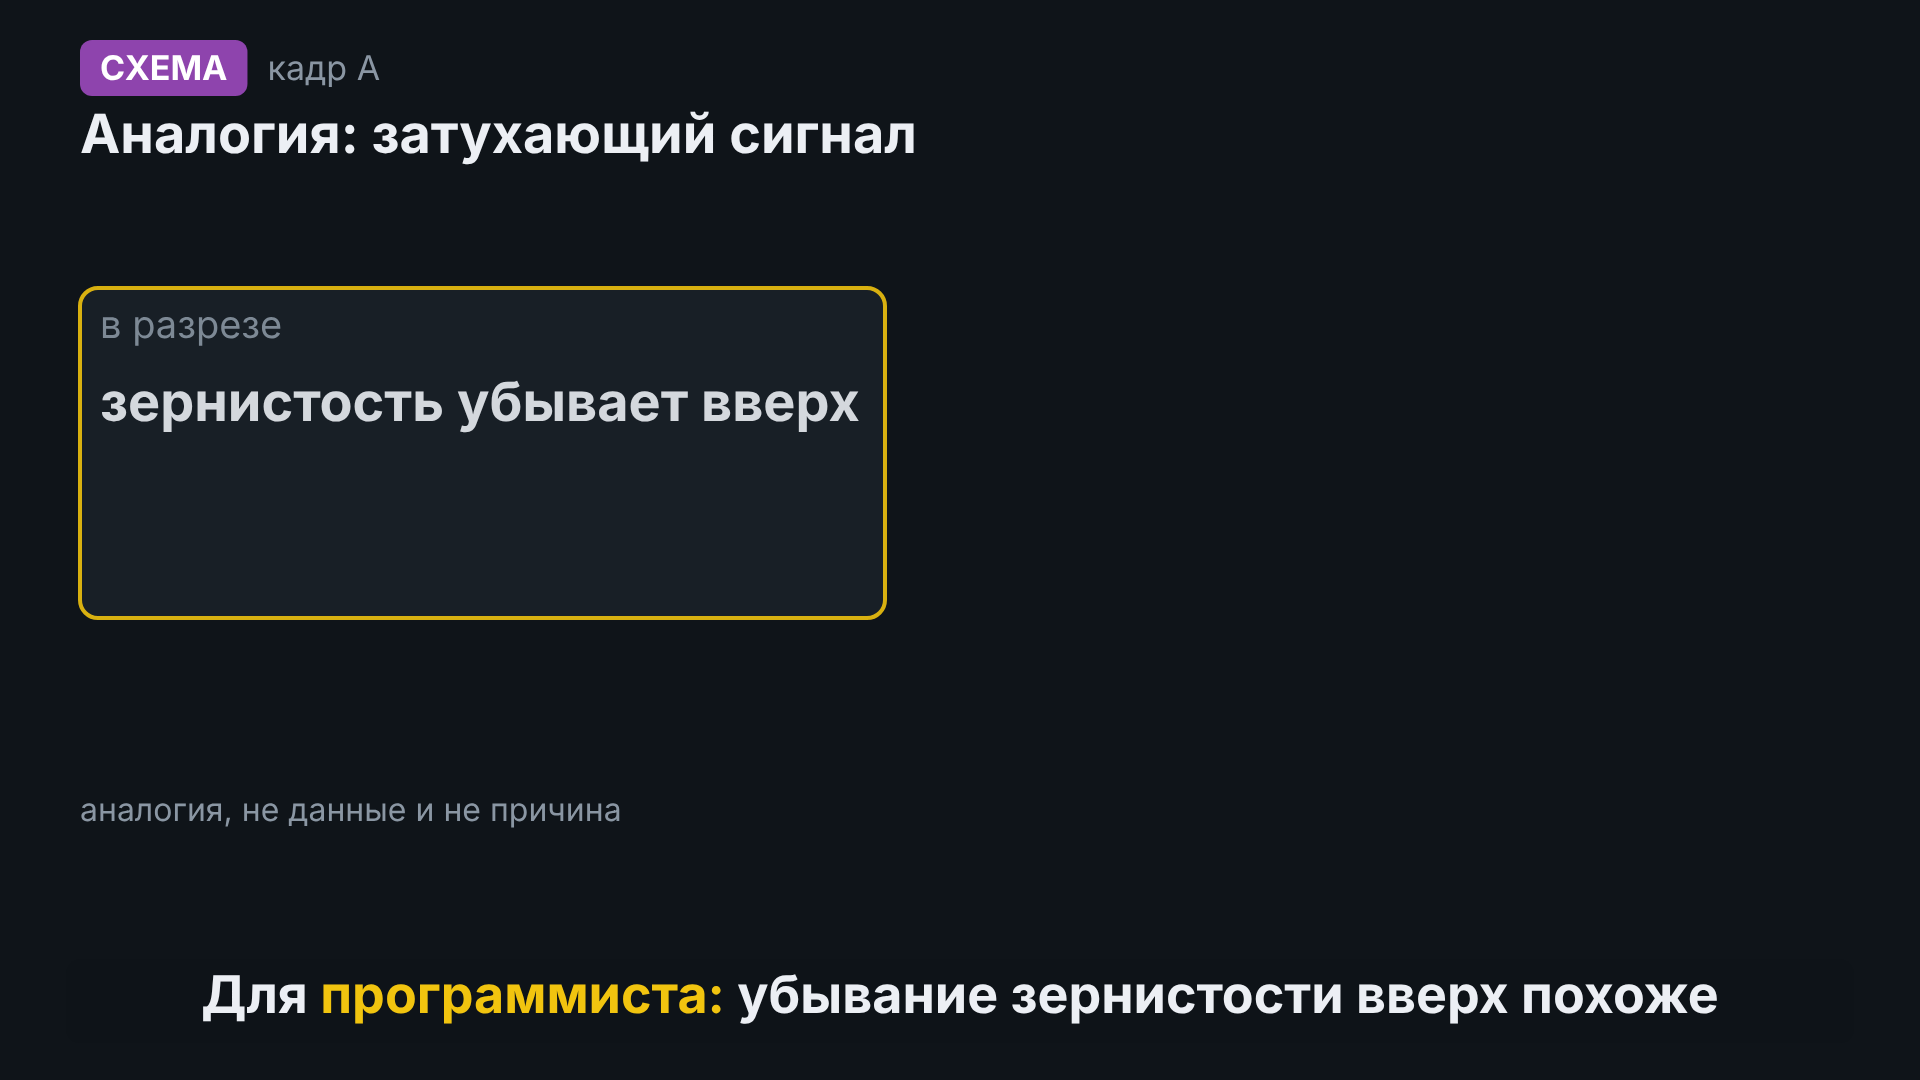 СХЕМА кадр А
Аналогия: затухающий сигнал
в разрезе
зернистость убывает вверх
аналогия, не данные и не причина
Для программиста: убывание зернистости вверх похоже